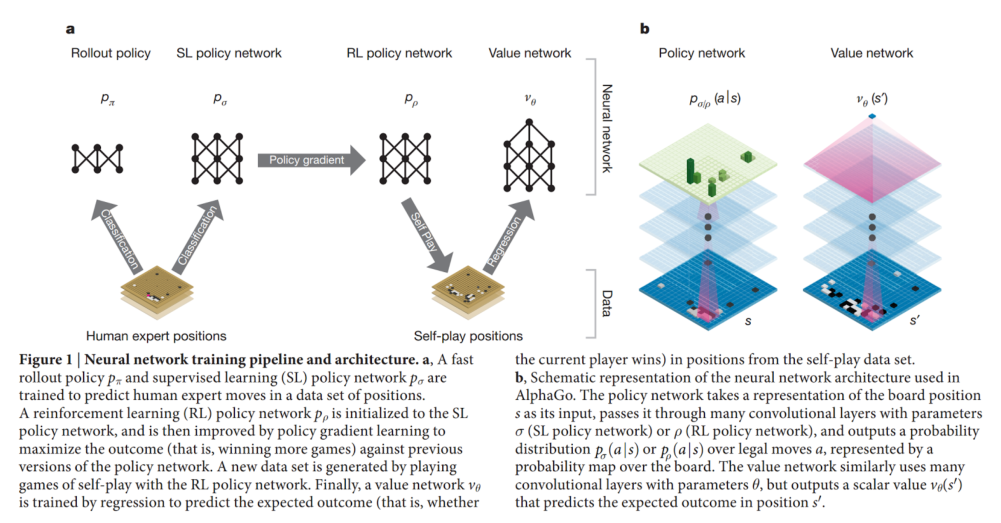 a
Rollout policy SL policy network RL policy network Value network
pπ pσ pρ νθ
Policy gradient
Classification Classification Self Play Regression
Neural network
Data
Human expert positions Self-play positions
b
Policy network Value network
pσ/ρ (a|s) νθ (s′)
s s′
Figure 1 | Neural network training pipeline and architecture. a, A fast
rollout policy pπ and supervised learning (SL) policy network pσ are
trained to predict human expert moves in a data set of positions.
A reinforcement learning (RL) policy network pρ is initialized to the SL
policy network, and is then improved by policy gradient learning to
maximize the outcome (that is, winning more games) against previous
versions of the policy network. A new data set is generated by playing
games of self-play with the RL policy network. Finally, a value network νθ
is trained by regression to predict the expected outcome (that is, whether
the current player wins) in positions from the self-play data set.
b, Schematic representation of the neural network architecture used in
AlphaGo. The policy network takes a representation of the board position
s as its input, passes it through many convolutional layers with parameters
σ (SL policy network) or ρ (RL policy network), and outputs a probability
distribution pσ(a|s) or pρ(a|s) over legal moves a, represented by a
probability map over the board. The value network similarly uses many
convolutional layers with parameters θ, but outputs a scalar value νθ(s′)
that predicts the expected outcome in position s′.